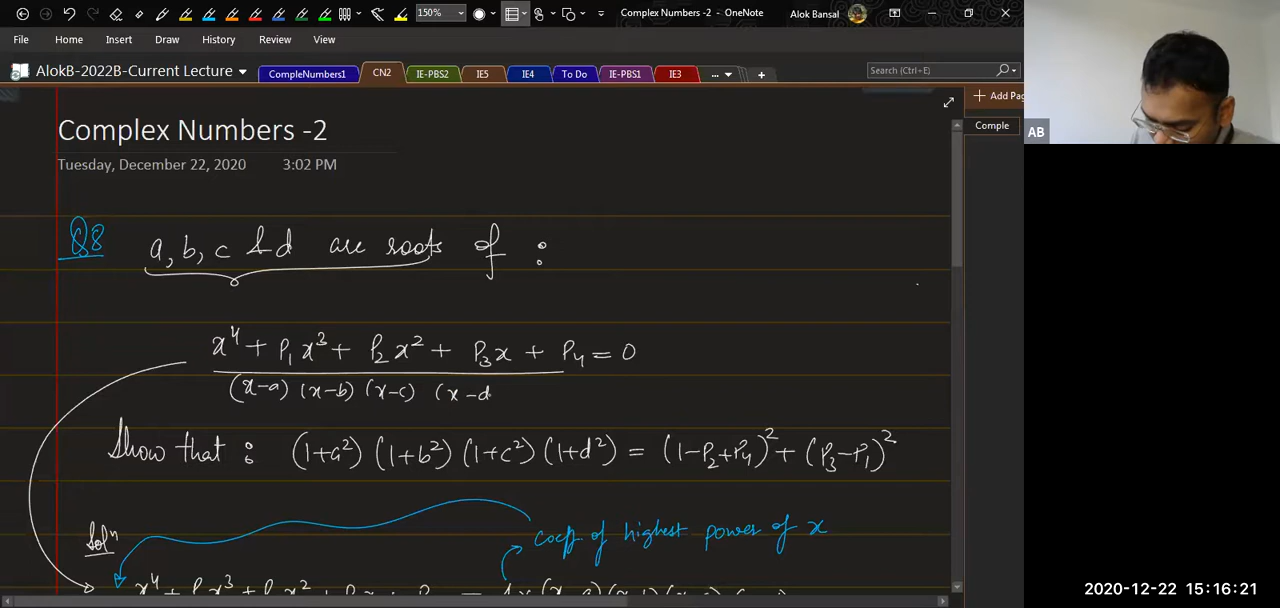 150%
Complex Numbers -2 - OneNote
Alok Bansal
File Home Insert Draw History Review View
AlokB-2022B-Current Lecture
CompleNumbers1 CN2 IE-PBS2 IE5 IE4 To Do IE-PBS1 IE3 ...
Search (Ctrl+E)
Add Pag
Comple
AB
Complex Numbers -2
Tuesday, December 22, 2020 3:02 PM
Q8 a, b, c & d are roots of :
x⁴ + P₁x³ + P₂x² + P₃x + P₄ = 0
(x-a) (x-b) (x-c) (x-d
Show that : (1+a²) (1+b²) (1+c²) (1+d²) = (1-P₂+P₄)² + (P₃-P₁)²
Solⁿ
coeff. of highest power of x
2020-12-22 15:16:21